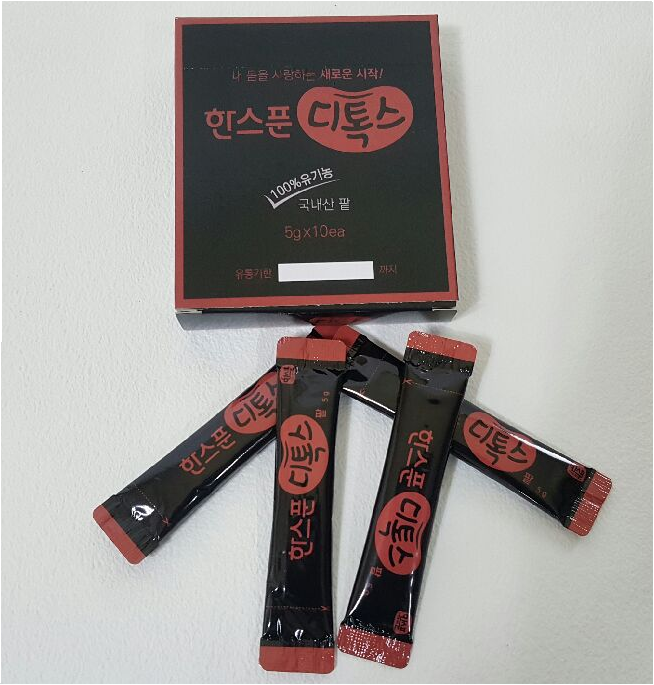 나 몸을 사랑하는 새로운 시작!
한스푼 디톡스
100%유기농
국내산 팥
5gx10ea
유통기한 까지
한스푼 디톡스
한스푼 디톡스 팥 5g
한스푼 디톡스 팥
디톡스 팥 5g